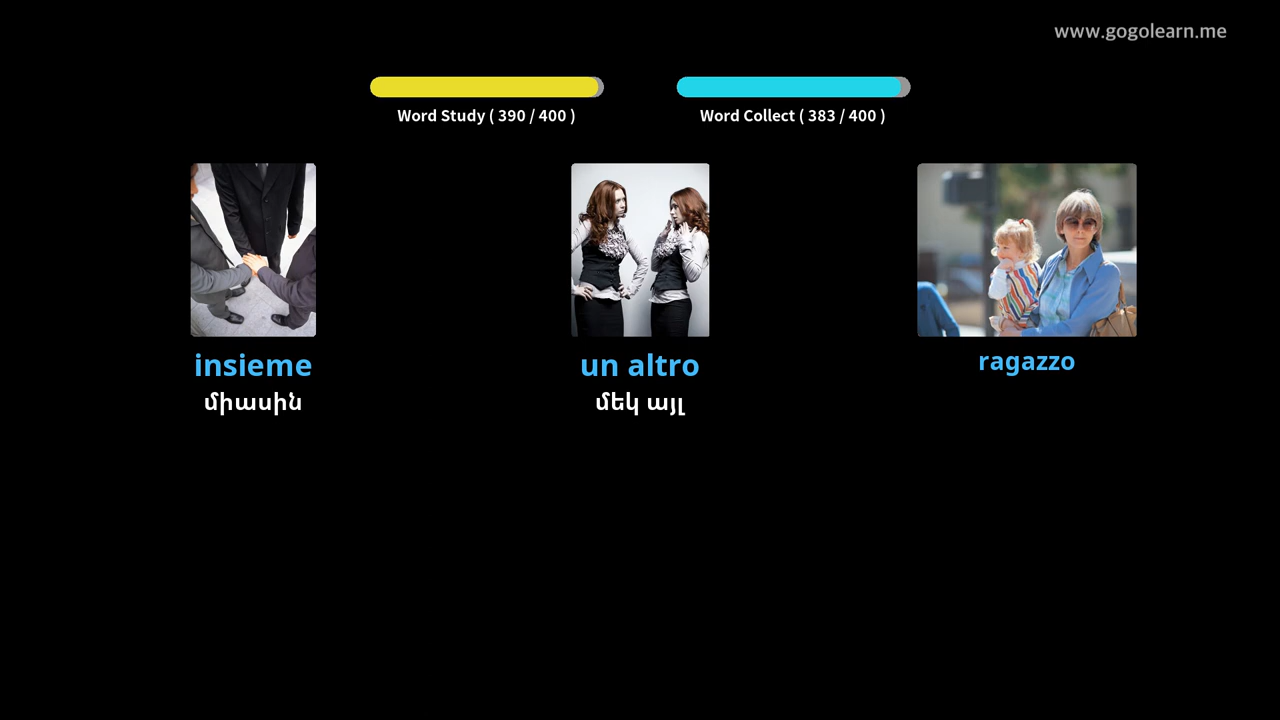 www.gogolearn.me
Word Study ( 390 / 400 )
Word Collect ( 383 / 400 )
insieme
միասին
un altro
մեկ այլ
ragazzo